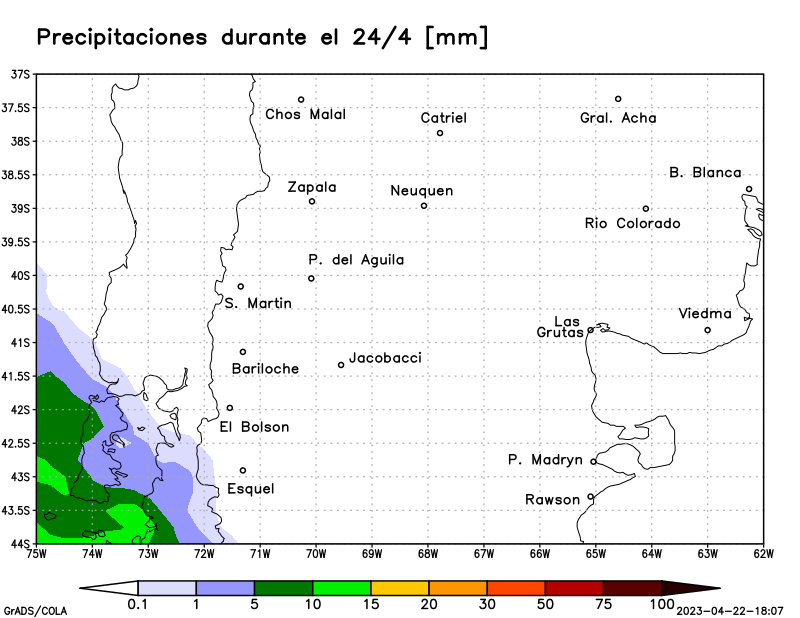 Precipitaciones durante el 24/4 [mm]
37S
Chos Malal
Gral. Acha
37.5S
Catriel
38S
B. Blanca
38.5S
Zapala
Neuquen
39S
Rio Colorado
39.5S
P. del Aguila
40S
S. Martin
40.5S
Las
Grutas
Viedma
41S
Bariloche
Jacobacci
41.5S
42S
El Bolson
42.5S
P. Madryn
43S
Esquel
Rawson
43.5S
44S
75W 74W 73W 72W 71W 70W 69W 68W 67W 66W 65W 64W 63W 62W
0.1 1 5 10 15 20 30 50 75 100
GrADS/COLA
2023-04-22-18:07